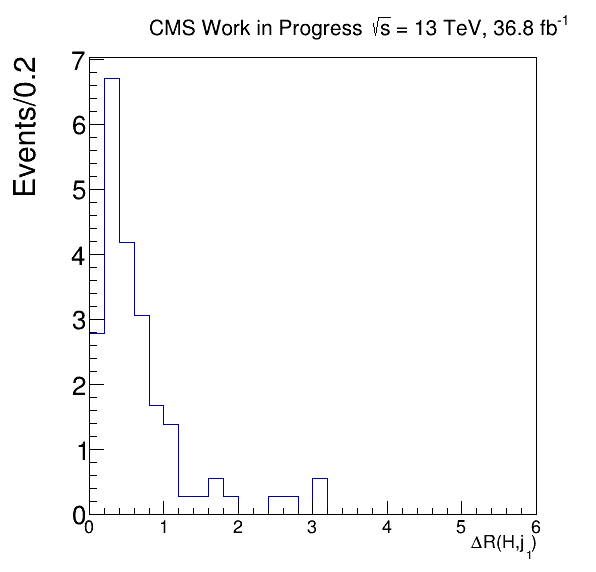 CMS Work in Progress √s = 13 TeV, 36.8 fb⁻¹
Events/0.2
7
6
5
4
3
2
1
0
0 1 2 3 4 5 6
ΔR(H,j₁)